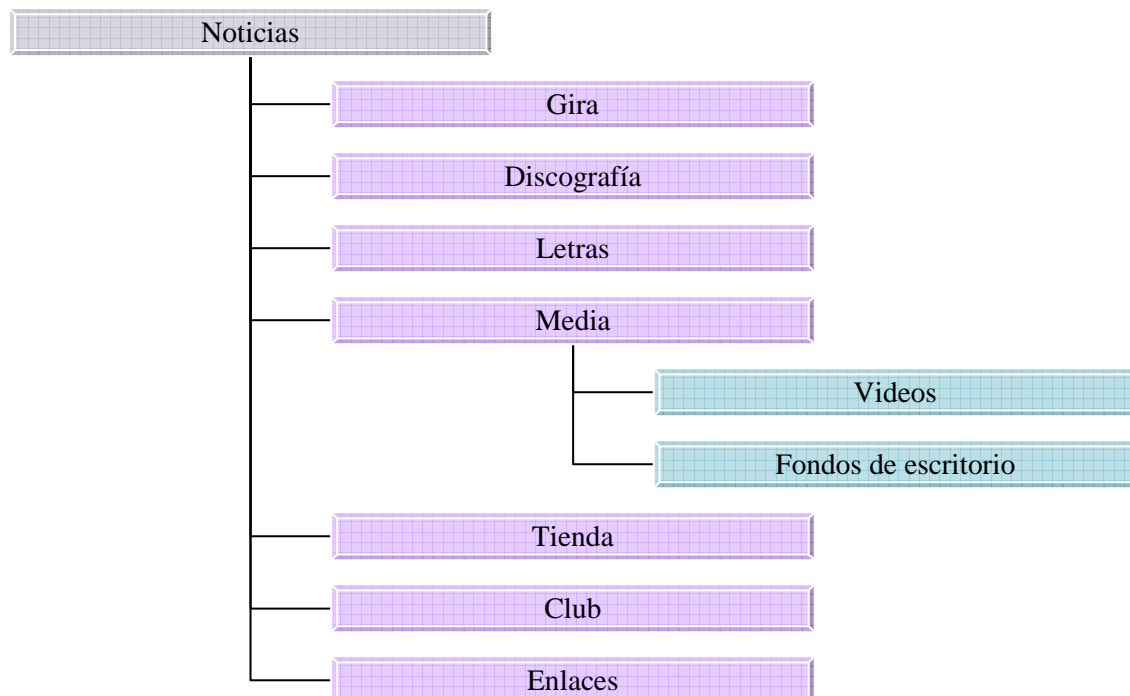 Noticias
Gira
Discografía
Letras
Media
Videos
Fondos de escritorio
Tienda
Club
Enlaces